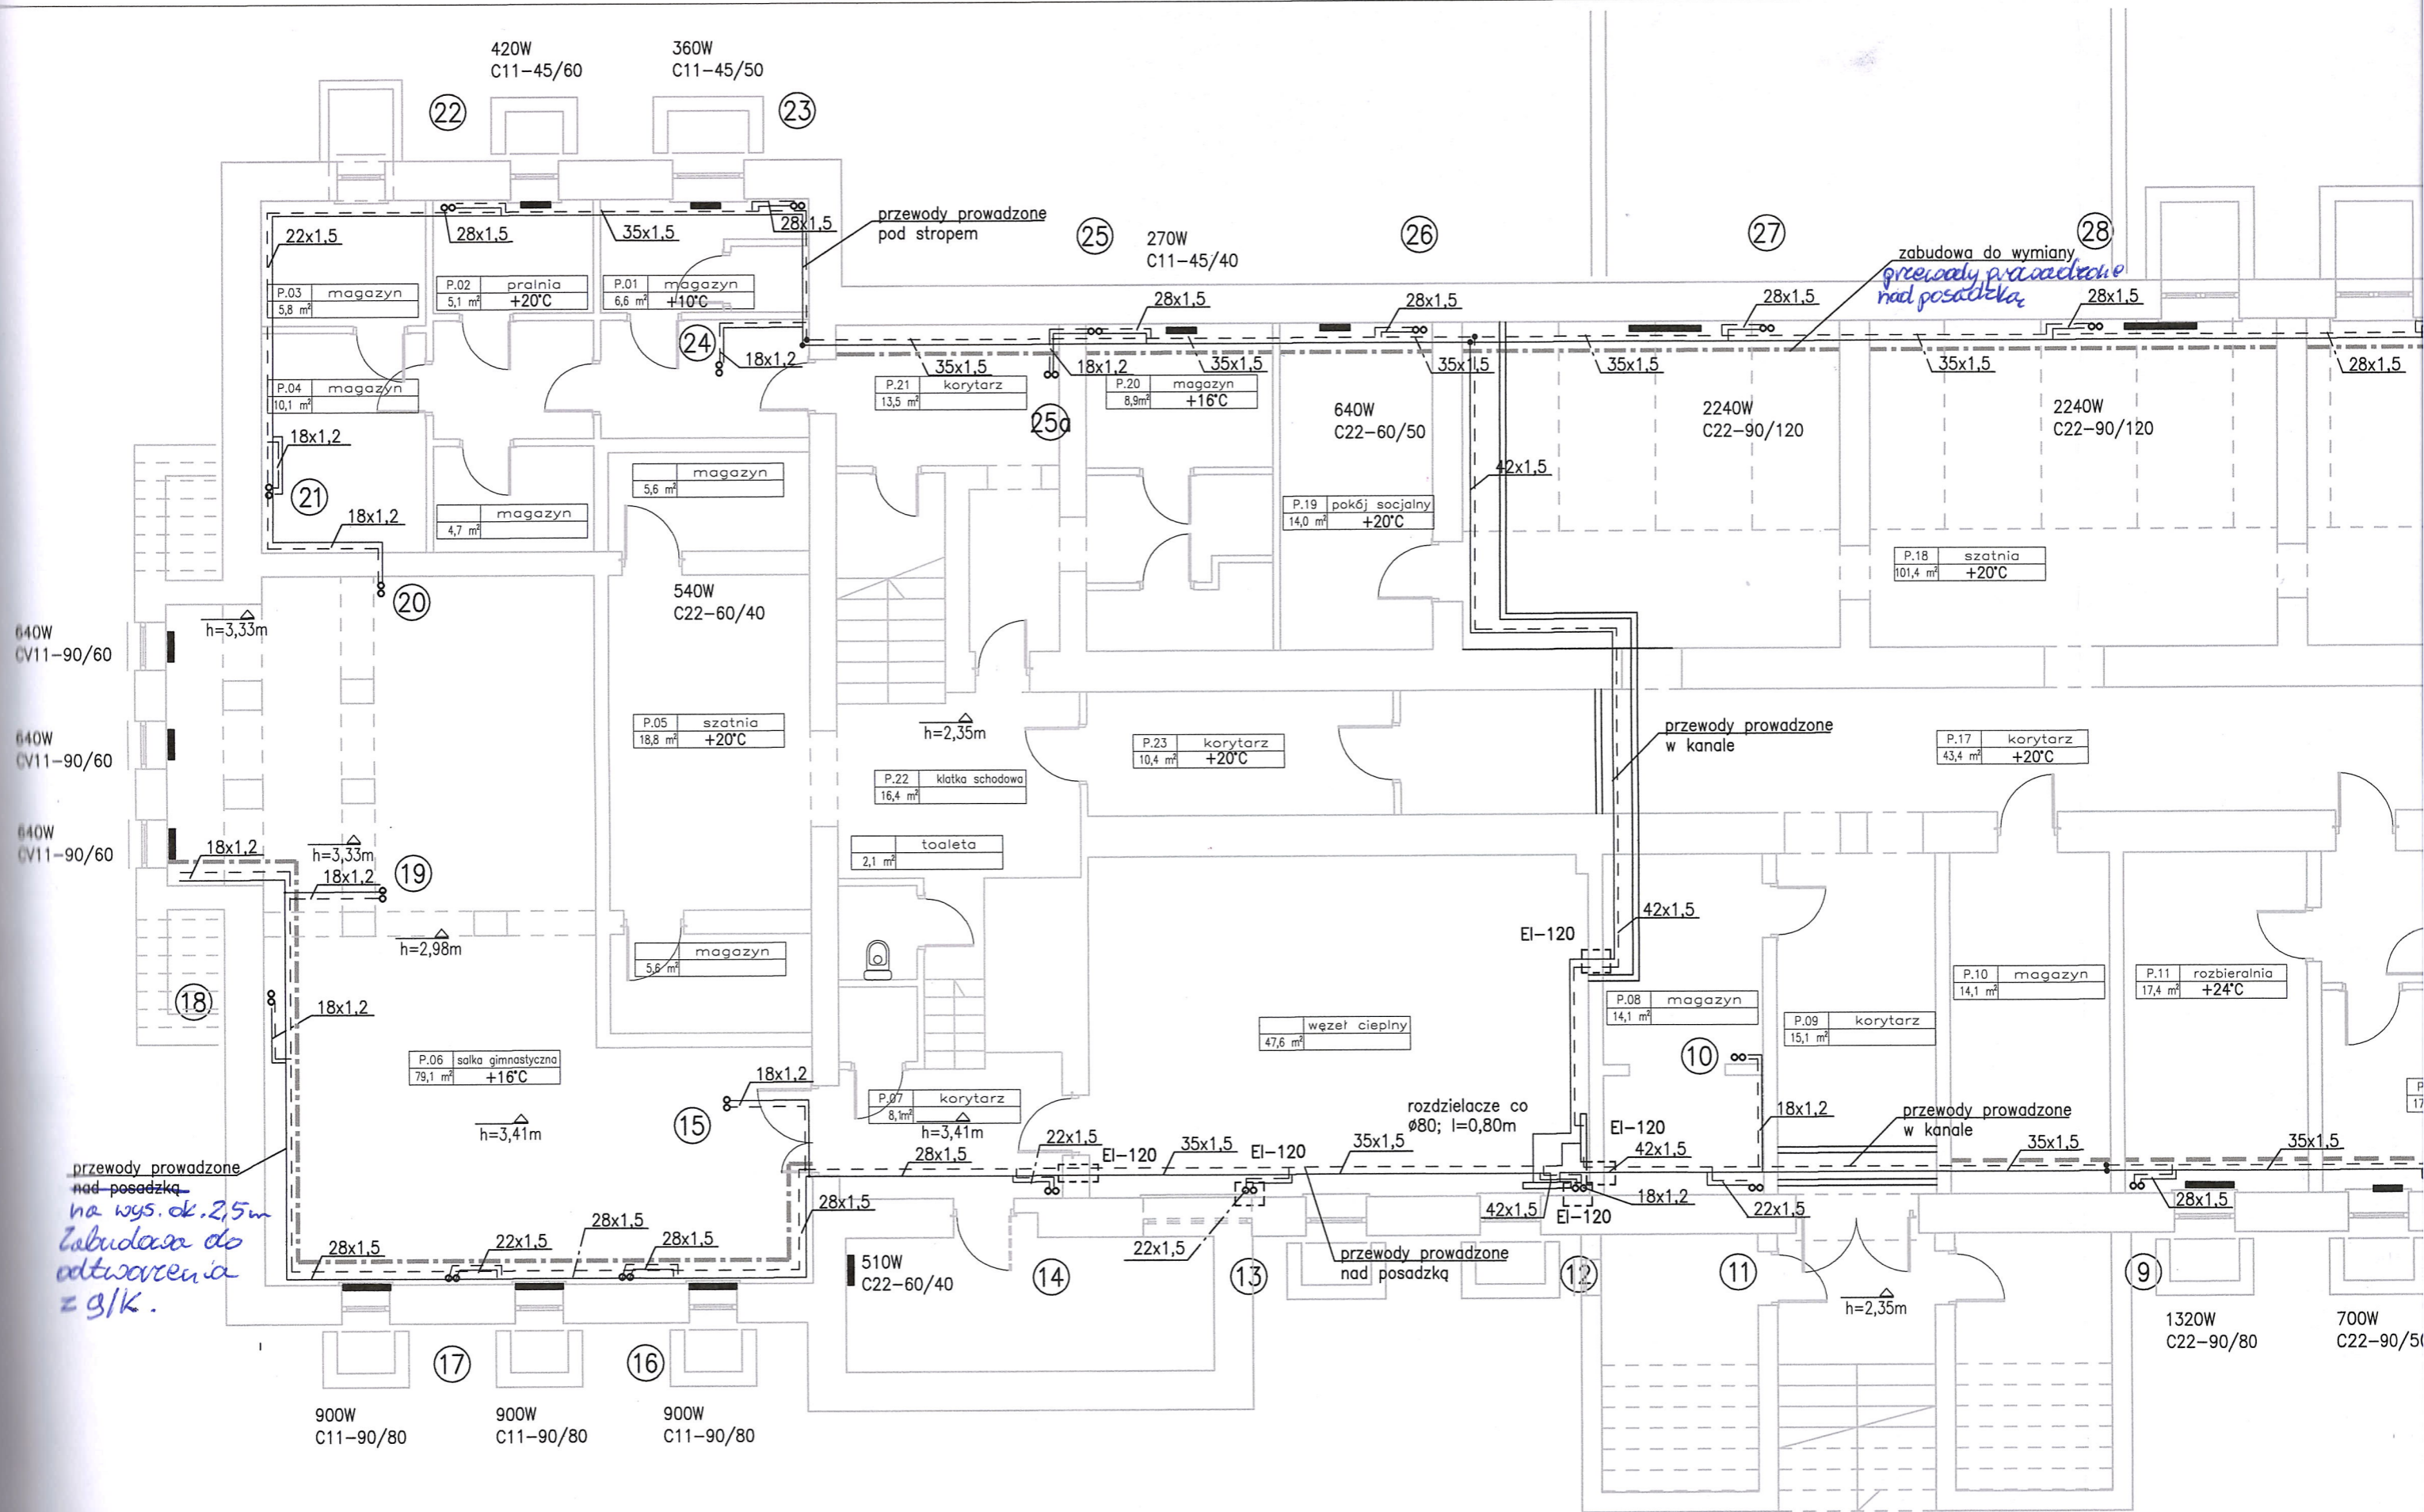 420W
C11-45/60
360W
C11-45/50
22
23
22x1,5
28x1,5
35x1,5
28x1,5
przewody prowadzone
pod stropem
25
270W
C11-45/40
26
27
28
zabudowa do wymiany
przewody prowadzone
nad posadzką
P.03 magazyn
5,8 m²
P.02 pralnia
5,1 m² +20°C
P.01 magazyn
6,6 m² +10°C
28x1,5
28x1,5
28x1,5
28x1,5
24
18x1,2
35x1,5
18x1,2
35x1,5
35x1,5
35x1,5
35x1,5
28x1,5
P.04 magazyn
10,1 m²
P.21 korytarz
13,5 m²
P.20 magazyn
8,9m² +16°C
25a
640W
C22-60/50
2240W
C22-90/120
2240W
C22-90/120
18x1,2
21
magazyn
5,6 m²
42x1,5
18x1,2
magazyn
4,7 m²
P.19 pokój socjalny
14,0 m² +20°C
P.18 szatnia
101,4 m² +20°C
20
540W
C22-60/40
h=3,33m
640W
CV11-90/60
P.05 szatnia
18,8 m² +20°C
h=2,35m
P.23 korytarz
10,4 m² +20°C
przewody prowadzone
w kanale
P.17 korytarz
43,4 m² +20°C
640W
CV11-90/60
P.22 klatka schodowa
16,4 m²
640W
CV11-90/60
18x1,2
h=3,33m
18x1,2
19
toaleta
2,1 m²
42x1,5
EI-120
h=2,98m
magazyn
5,6 m²
18
18x1,2
P.10 magazyn
14,1 m²
P.11 rozbieralnia
17,4 m² +24°C
P.08 magazyn
14,1 m²
P.09 korytarz
15,1 m²
węzeł cieplny
47,6 m²
10
P.06 salka gimnastyczna
79,1 m² +16°C
18x1,2
15
P.07 korytarz
8,1m²
h=3,41m
h=3,41m
rozdzielacze co
ø80; l=0,80m
18x1,2
przewody prowadzone
w kanale
P
17
22x1,5
28x1,5
EI-120
35x1,5
EI-120
35x1,5
EI-120
42x1,5
35x1,5
35x1,5
przewody prowadzone
nad posadzką
na wys. ok. 2,5m
Zabudowa do
odtworzenia
z g/k.
28x1,5
42x1,5
18x1,2
EI-120
22x1,5
28x1,5
28x1,5
22x1,5
28x1,5
28x1,5
22x1,5
przewody prowadzone
nad posadzką
510W
C22-60/40
14
13
12
11
9
h=2,35m
1320W
C22-90/80
700W
C22-90/50
17
16
900W
C11-90/80
900W
C11-90/80
900W
C11-90/80